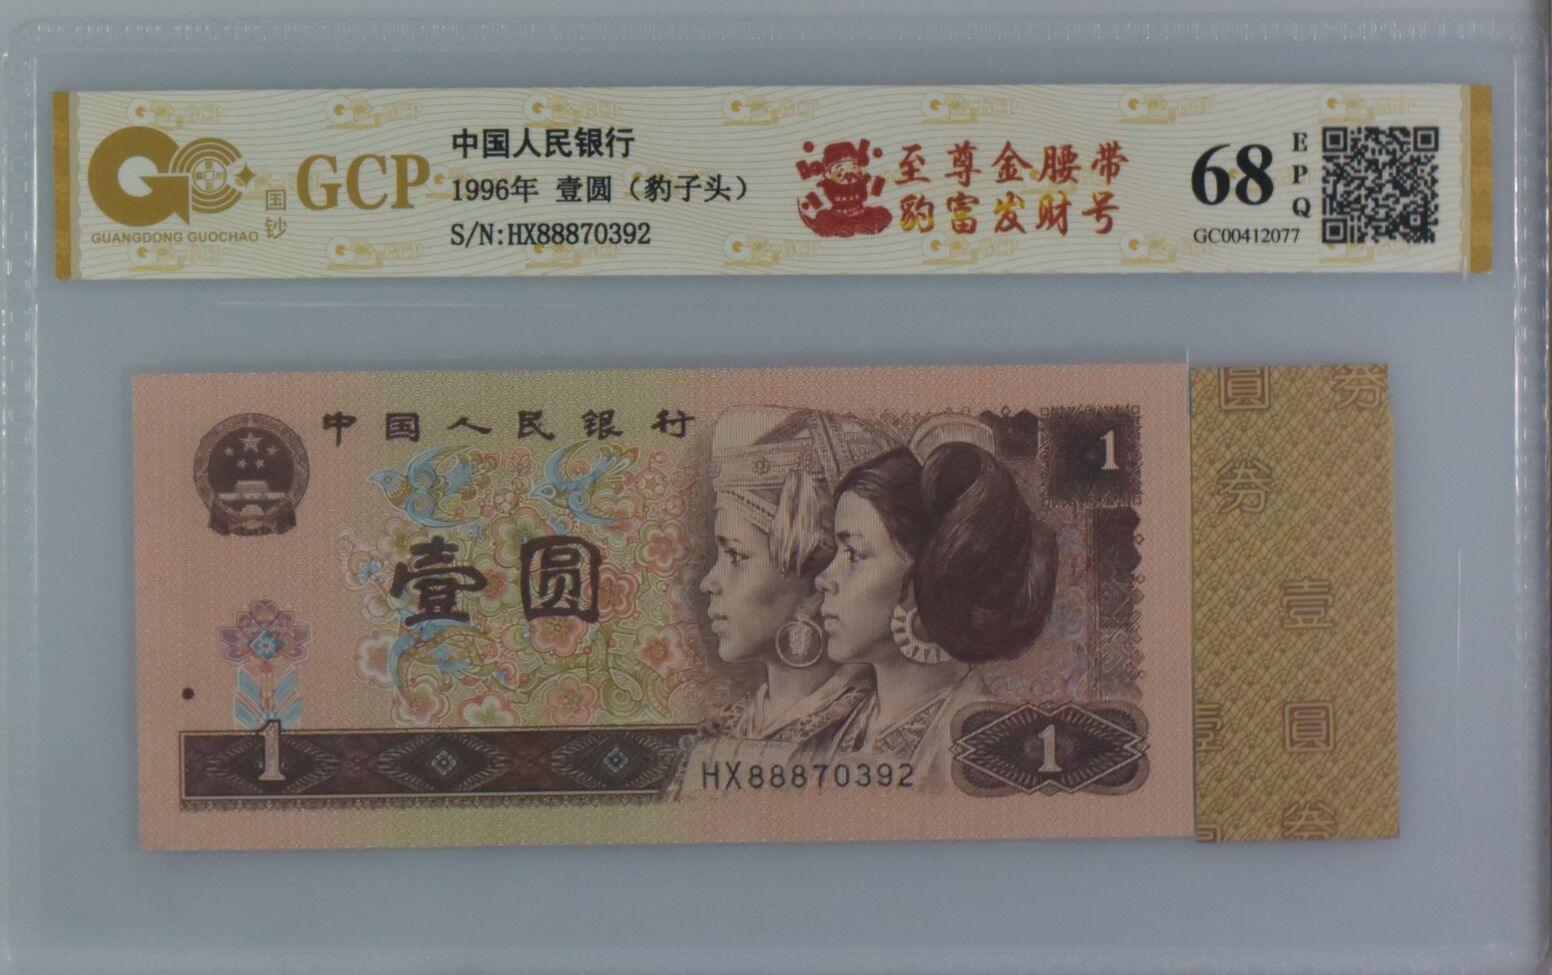 GUANGDONG GUOCHAO
国钞
GCP
中国人民银行
1996年 壹圆（豹子头）
S/N:HX88870392
至尊金腰带
豹富发财号
68
EPQ
GC00412077
中国人民银行
1
壹圆
1
HX88870392
1
圆
券
券
壹
圆
壹
券